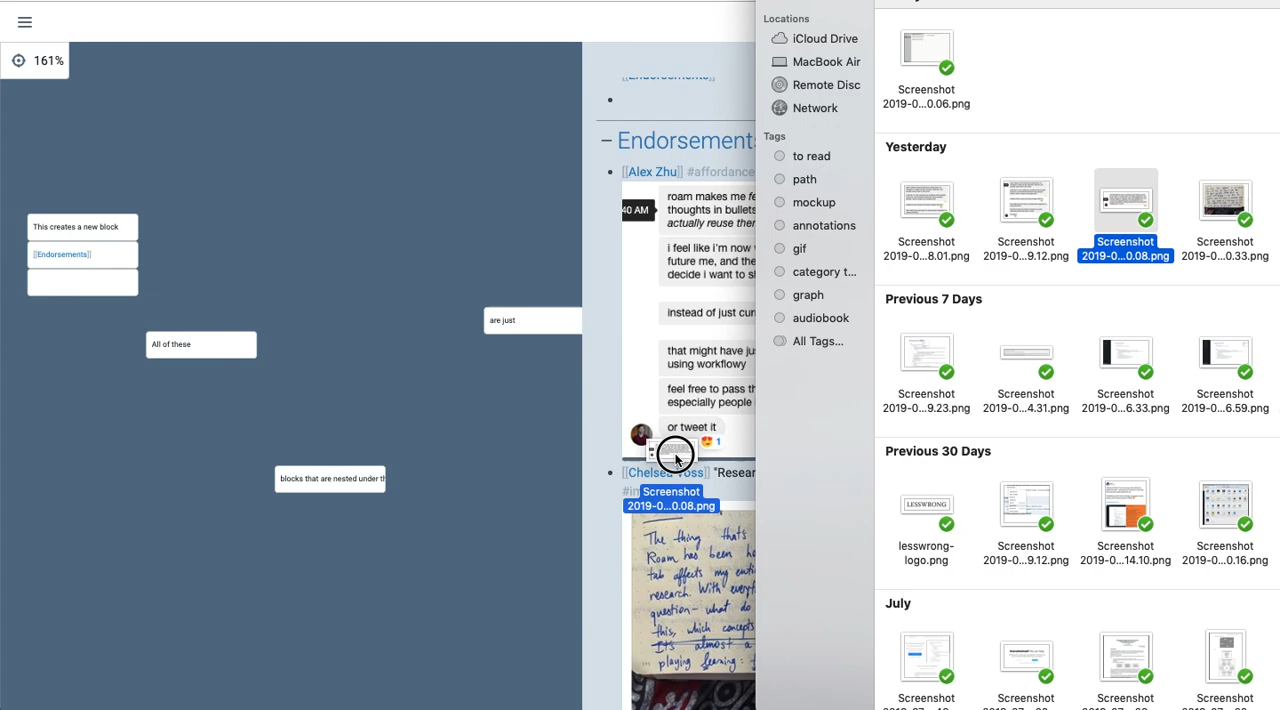 161%
This creates a new block
[[Endorsements]]
All of these
are just
blocks that are nested under th
[[Endorsements]]
Endorsements
[[Alex Zhu]] #affordance
40 AM
roam makes me fe
thoughts in bullets
actually reuse then
i feel like i'm now
future me, and the
decide i want to sh
instead of just cur
that might have ju
using workflowy
feel free to pass th
especially people
or tweet it
1
[[Chelsea Voss]] "Resear
#im
Screenshot
2019-0...0.08.png
The thing that's
Roam has been ho
tab affects my enti
research. With every
question- what do
this, which concepts
It's almost a
playing learning:
Locations
iCloud Drive
MacBook Air
Remote Disc
Network
Tags
to read
path
mockup
annotations
gif
category t...
graph
audiobook
All Tags...
Screenshot
2019-0...0.06.png
Yesterday
Screenshot Screenshot Screenshot Screenshot
2019-0...8.01.png 2019-0...9.12.png 2019-0...0.08.png 2019-0...0.33.png
Previous 7 Days
Screenshot Screenshot Screenshot Screenshot
2019-0...9.23.png 2019-0...4.31.png 2019-0...6.33.png 2019-0...6.59.png
Previous 30 Days
LESSWRONG
lesswrong- Screenshot Screenshot Screenshot
logo.png 2019-0...9.12.png 2019-0...14.10.png 2019-0...0.16.png
July
Screenshot Screenshot Screenshot Screenshot